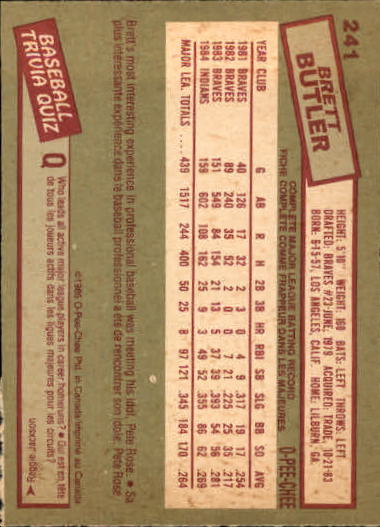 241
BRETT
BUTLER
HEIGHT: 5'10" WEIGHT: 160 BATS: LEFT THROWS: LEFT
DRAFTED: BRAVES #23-JUNE, 1979 ACQUIRED: TRADE, 10-21-83
BORN: 6-15-57, LOS ANGELES, CALIF. HOME: LILBURN, GA.
COMPLETE MAJOR LEAGUE BATTING RECORD
FICHE COMPLETE COMME FRAPPEUR DANS LES MAJEURES
O-PEE-CHEE
YEAR CLUB G AB R H 2B 3B HR RBI SB SLG BB SO AVG
1981 BRAVES 40 126 17 32 2 3 0 4 9 .317 19 17 .254
1982 BRAVES 89 240 35 52 2 0 0 7 21 .225 25 35 .217
1983 BRAVES 151 549 84 154 21 13 5 37 39 .393 54 56 .281
1984 INDIANS 159 602 108 162 25 9 3 49 52 .355 86 62 .269
MAJOR LEA. TOTALS 439 1517 244 400 50 25 8 97 121 .345 184 170 .264
Brett's most interesting experience in professional baseball was meeting his idol, Pete Rose. • Sa
plus intéressante expérience dans le baseball professionnel a été de rencontrer son idole, Pete Rose.
©1985 O-Pee-Chee Ptd. in Canada Imprimé au Canada
BASEBALL
TRIVIA QUIZ
Q Who leads all active major league players in career homeruns? • Qui est en tête
de tous les joueurs actifs dans les ligues majeures pour les circuits?
A Reggie Jackson